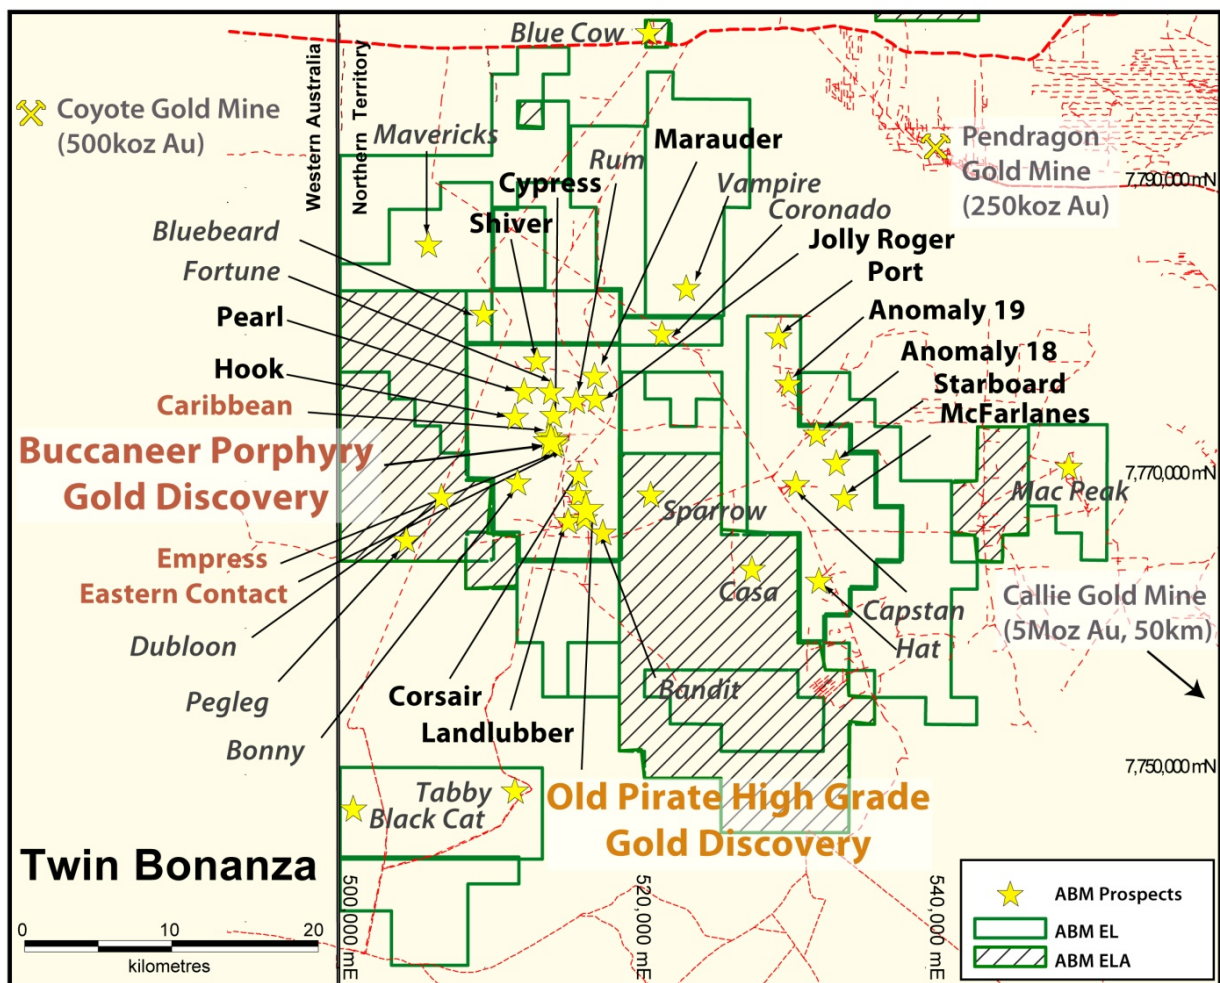 Blue Cow
Coyote Gold Mine
(500koz Au)
Western Australia
Northern Territory
Mavericks
Marauder
Rum
Pendragon
Gold Mine
(250koz Au)
7,790,000 mN
Cypress
Vampire
Coronado
Shiver
Jolly Roger
Bluebeard
Fortune
Port
Pearl
Anomaly 19
Hook
Anomaly 18
Starboard
McFarlanes
Caribbean
Buccaneer Porphyry
Gold Discovery
7,770,000 mN
Mac Peak
Sparrow
Empress
Eastern Contact
Casa
Capstan
Callie Gold Mine
(5Moz Au, 50km)
Dubloon
Hat
Pegleg
Corsair
Bandit
Landlubber
Bonny
7,750,000 mN
Tabby
Black Cat
Old Pirate High Grade
Gold Discovery
Twin Bonanza
500,000 mE
520,000 mE
540,000 mE
0 10 20
kilometres
ABM Prospects
ABM EL
ABM ELA